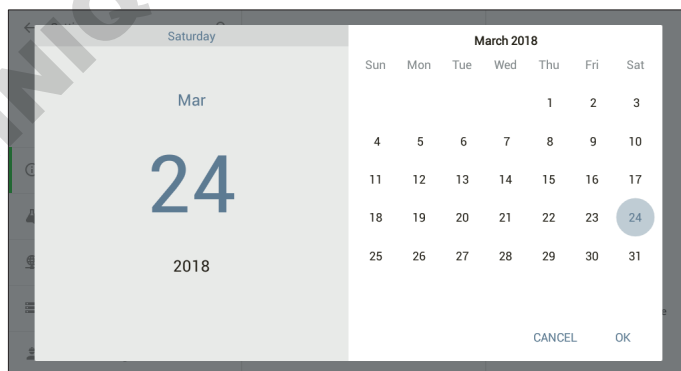 Saturday
Mar
24
2018
March 2018
Sun Mon Tue Wed Thu Fri Sat
1 2 3
4 5 6 7 8 9 10
11 12 13 14 15 16 17
18 19 20 21 22 23 24
25 26 27 28 29 30 31
CANCEL OK